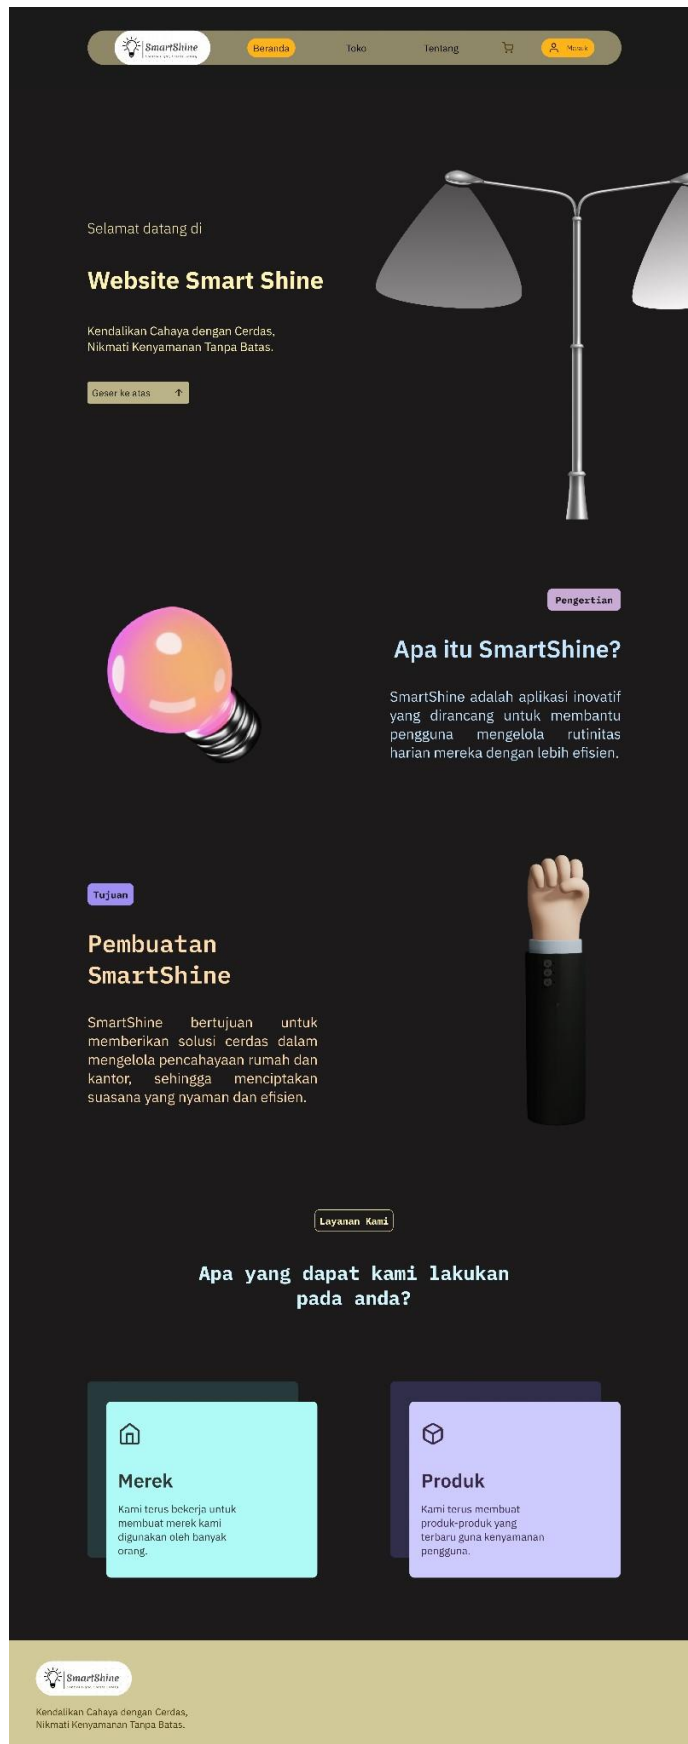 SmartShine
Beranda
Toko
Tentang
Masuk
Selamat datang di
Website Smart Shine
Kendalikan Cahaya dengan Cerdas,
Nikmati Kenyamanan Tanpa Batas.
Geser ke atas
Pengertian
Apa itu SmartShine?
SmartShine adalah aplikasi inovatif
yang dirancang untuk membantu
pengguna mengelola rutinitas
harian mereka dengan lebih efisien.
Tujuan
Pembuatan
SmartShine
SmartShine bertujuan untuk
memberikan solusi cerdas dalam
mengelola pencahayaan rumah dan
kantor, sehingga menciptakan
suasana yang nyaman dan efisien.
Layanan Kami
Apa yang dapat kami lakukan
pada anda?
Merek
Kami terus bekerja untuk
membuat merek kami
digunakan oleh banyak
orang.
Produk
Kami terus membuat
produk-produk yang
terbaru guna kenyamanan
pengguna.
SmartShine
Kendalikan Cahaya dengan Cerdas,
Nikmati Kenyamanan Tanpa Batas.